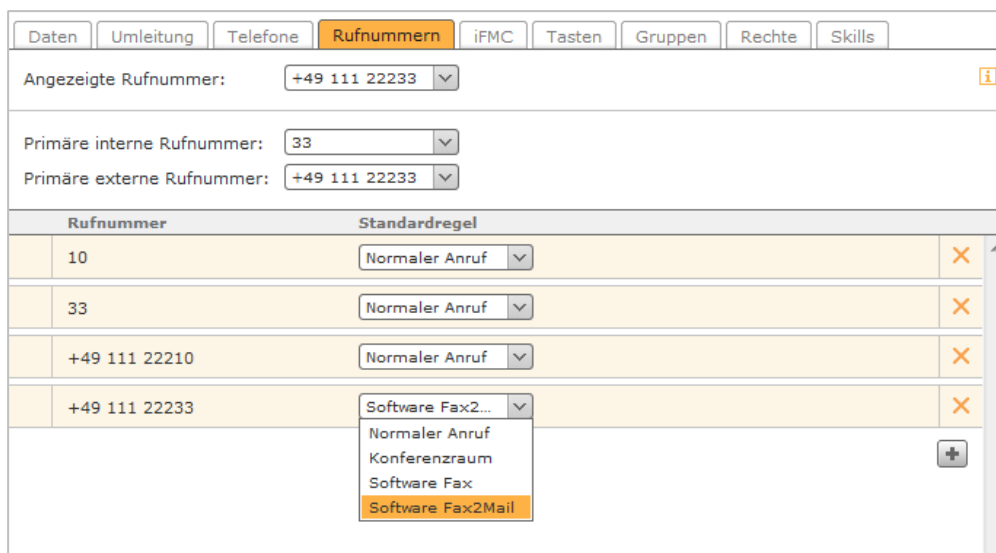 Daten Umleitung Telefone Rufnummern iFMC Tasten Gruppen Rechte Skills
Angezeigte Rufnummer: +49 111 22233
Primäre interne Rufnummer: 33
Primäre externe Rufnummer: +49 111 22233
Rufnummer Standardregel
10 Normaler Anruf
33 Normaler Anruf
+49 111 22210 Normaler Anruf
+49 111 22233 Software Fax2...
Normaler Anruf
Konferenzraum
Software Fax
Software Fax2Mail